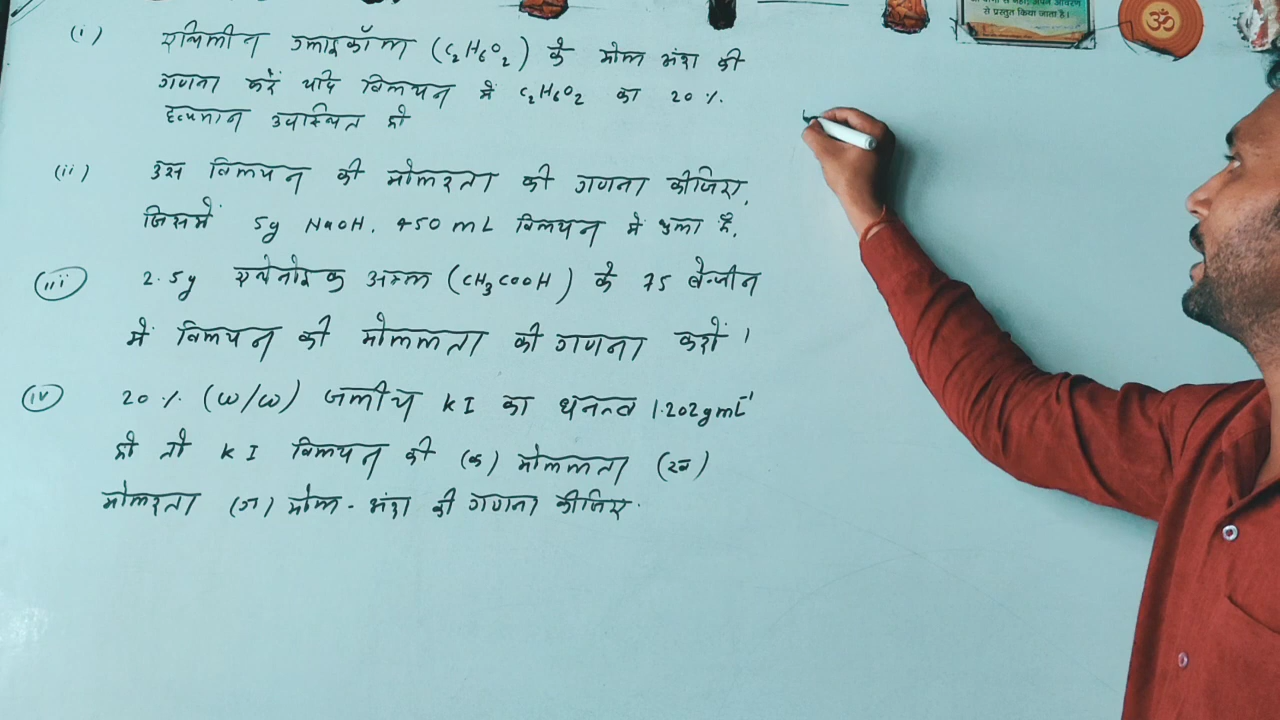 से प्रस्तुत किया जाता है।
ॐ
(i) एथिलीन ग्लाइकॉल (C₂H₆O₂) के मोल अंश की
गणना करें यदि विलयन में C₂H₆O₂ का 20 %.
द्रव्यमान उपस्थित हो
(ii) उस विलयन की मोलरता की गणना कीजिए,
जिसमें 5g NaOH, 450 mL विलयन में घुला है.
(iii) 2.5g एथेनोइक अम्ल (CH₃COOH) के 75 बेन्जीन
में विलयन की मोललता की गणना करो।
(iv) 20 %. (w/w) जलीय KI का घनत्व 1.202gmL⁻¹
हो तो KI विलयन की (क) मोललता (ख)
मोलरता (ग) मोल-अंश की गणना कीजिए.